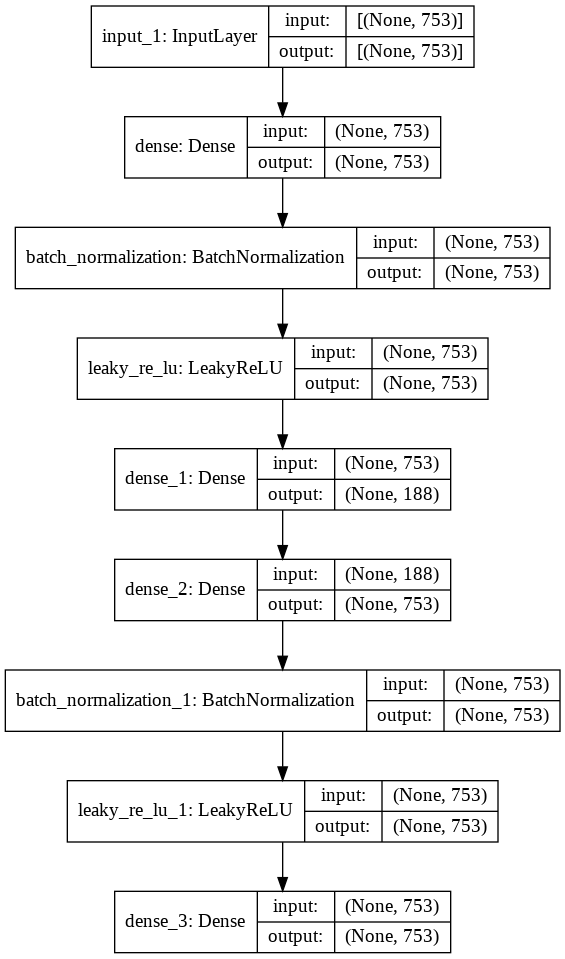 input_1: InputLayer
input: [(None, 753)]
output: [(None, 753)]
dense: Dense
input: (None, 753)
output: (None, 753)
batch_normalization: BatchNormalization
input: (None, 753)
output: (None, 753)
leaky_re_lu: LeakyReLU
input: (None, 753)
output: (None, 753)
dense_1: Dense
input: (None, 753)
output: (None, 188)
dense_2: Dense
input: (None, 188)
output: (None, 753)
batch_normalization_1: BatchNormalization
input: (None, 753)
output: (None, 753)
leaky_re_lu_1: LeakyReLU
input: (None, 753)
output: (None, 753)
dense_3: Dense
input: (None, 753)
output: (None, 753)